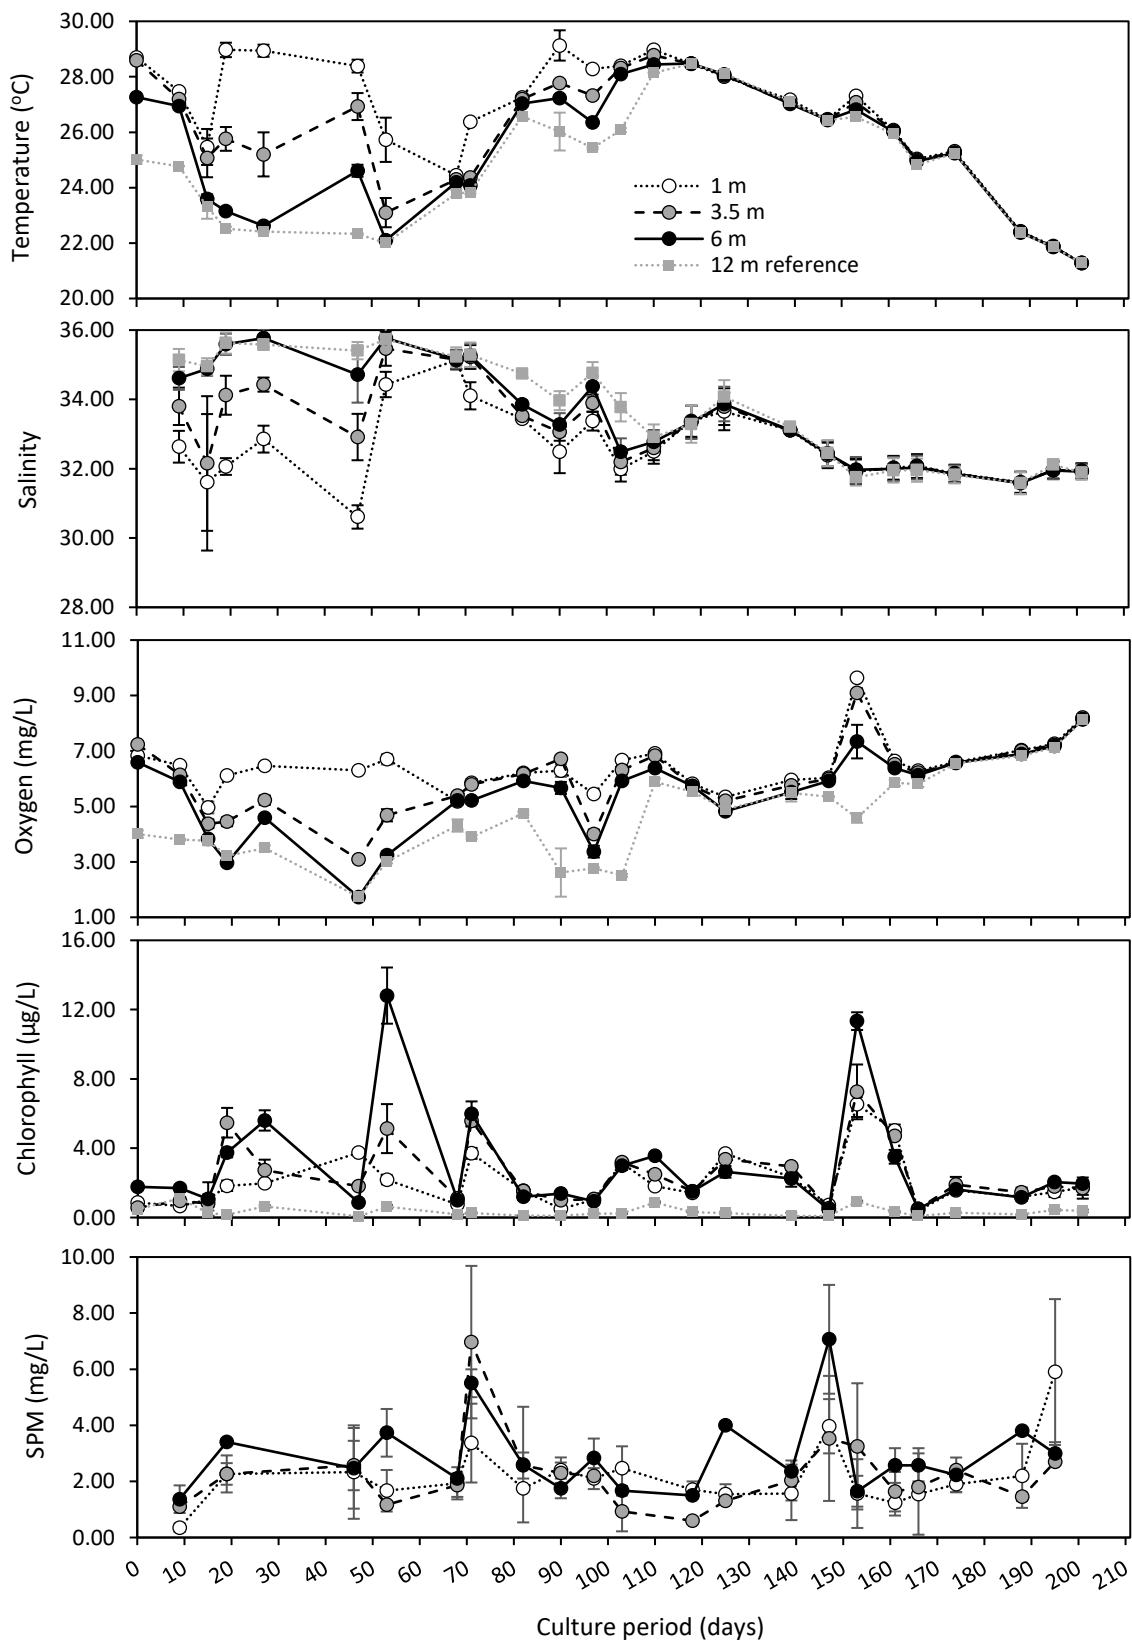 30.00
28.00
26.00
24.00
22.00
20.00
Temperature (ºC)
1 m
3.5 m
6 m
12 m reference
36.00
34.00
32.00
30.00
28.00
Salinity
11.00
9.00
7.00
5.00
3.00
1.00
Oxygen (mg/L)
16.00
12.00
8.00
4.00
0.00
Chlorophyll (µg/L)
10.00
8.00
6.00
4.00
2.00
0.00
SPM (mg/L)
0 10 20 30 40 50 60 70 80 90 100 110 120 130 140 150 160 170 180 190 200 210
Culture period (days)